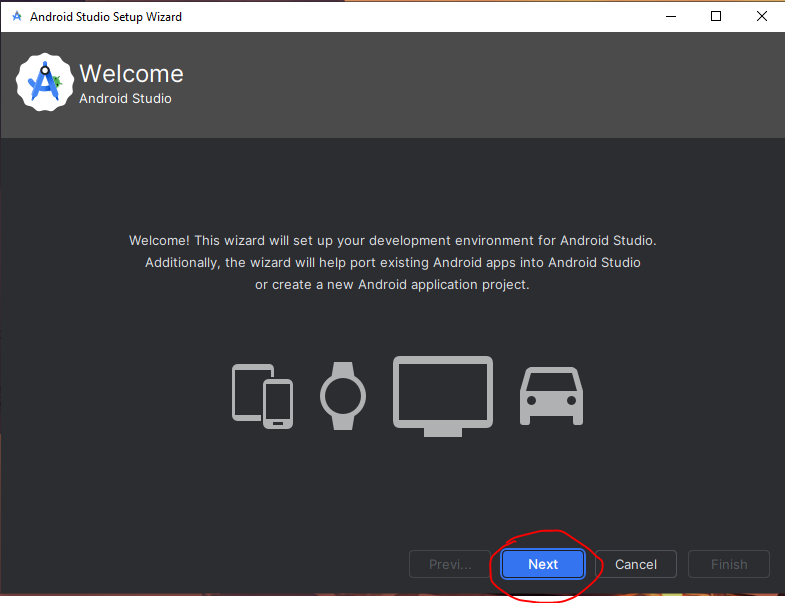 Android Studio Setup Wizard
Welcome
Android Studio
Welcome! This wizard will set up your development environment for Android Studio.
Additionally, the wizard will help port existing Android apps into Android Studio
or create a new Android application project.
Previ... Next Cancel Finish